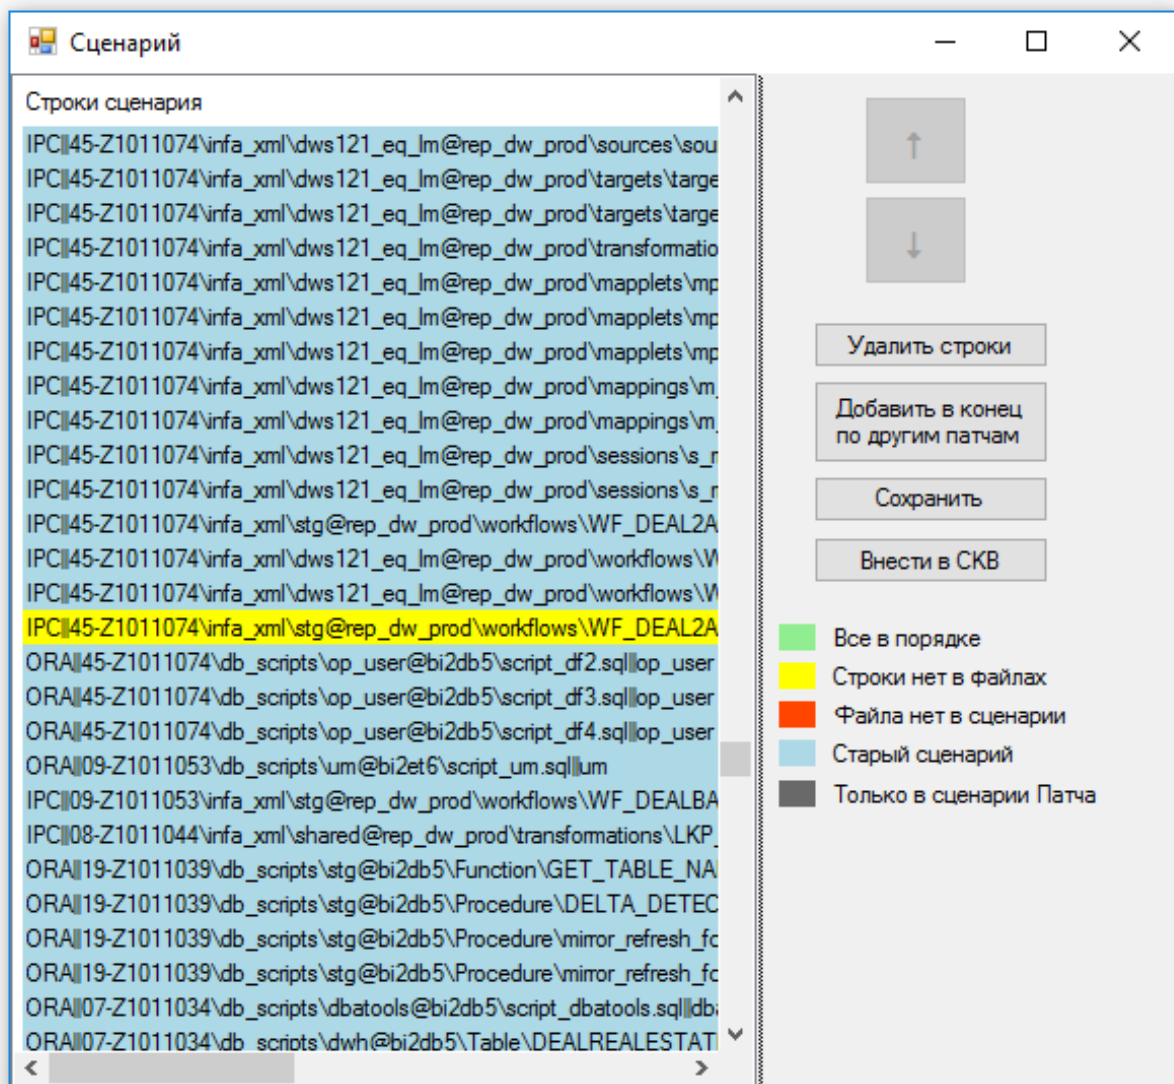 Сценарий
Строки сценария
IPC|||45-Z1011074\infa_xml\dws121_eq_lm@rep_dw_prod\sources\sou
IPC|||45-Z1011074\infa_xml\dws121_eq_lm@rep_dw_prod\targets\targe
IPC|||45-Z1011074\infa_xml\dws121_eq_lm@rep_dw_prod\targets\targe
IPC|||45-Z1011074\infa_xml\dws121_eq_lm@rep_dw_prod\transformatio
IPC|||45-Z1011074\infa_xml\dws121_eq_lm@rep_dw_prod\mapplets\mp
IPC|||45-Z1011074\infa_xml\dws121_eq_lm@rep_dw_prod\mapplets\mp
IPC|||45-Z1011074\infa_xml\dws121_eq_lm@rep_dw_prod\mapplets\mp
IPC|||45-Z1011074\infa_xml\dws121_eq_lm@rep_dw_prod\mappings\m_
IPC|||45-Z1011074\infa_xml\dws121_eq_lm@rep_dw_prod\mappings\m_
IPC|||45-Z1011074\infa_xml\dws121_eq_lm@rep_dw_prod\sessions\s_r
IPC|||45-Z1011074\infa_xml\dws121_eq_lm@rep_dw_prod\sessions\s_r
IPC|||45-Z1011074\infa_xml\stg@rep_dw_prod\workflows\WF_DEAL2A
IPC|||45-Z1011074\infa_xml\dws121_eq_lm@rep_dw_prod\workflows\W
IPC|||45-Z1011074\infa_xml\dws121_eq_lm@rep_dw_prod\workflows\W
IPC|||45-Z1011074\infa_xml\stg@rep_dw_prod\workflows\WF_DEAL2A
ORA|||45-Z1011074\db_scripts\op_user@bi2db5\script_df2.sql|||op_user
ORA|||45-Z1011074\db_scripts\op_user@bi2db5\script_df3.sql|||op_user
ORA|||45-Z1011074\db_scripts\op_user@bi2db5\script_df4.sql|||op_user
ORA|||09-Z1011053\db_scripts\um@bi2et6\script_um.sql|||um
IPC|||09-Z1011053\infa_xml\stg@rep_dw_prod\workflows\WF_DEALBA
IPC|||08-Z1011044\infa_xml\shared@rep_dw_prod\transformations\LKP_
ORA|||19-Z1011039\db_scripts\stg@bi2db5\Function\GET_TABLE_NA
ORA|||19-Z1011039\db_scripts\stg@bi2db5\Procedure\DELTA_DETEC
ORA|||19-Z1011039\db_scripts\stg@bi2db5\Procedure\mirror_refresh_fo
ORA|||19-Z1011039\db_scripts\stg@bi2db5\Procedure\mirror_refresh_fo
ORA|||07-Z1011034\db_scripts\dbatools@bi2db5\script_dbatools.sql|||dba
ORA|||07-Z1011034\db_scripts\dwh@bi2db5\Table\DEALREALESTATI
↑
↓
Удалить строки
Добавить в конец
по другим патчам
Сохранить
Внести в СКВ
Все в порядке
Строки нет в файлах
Файла нет в сценарии
Старый сценарий
Только в сценарии Патча